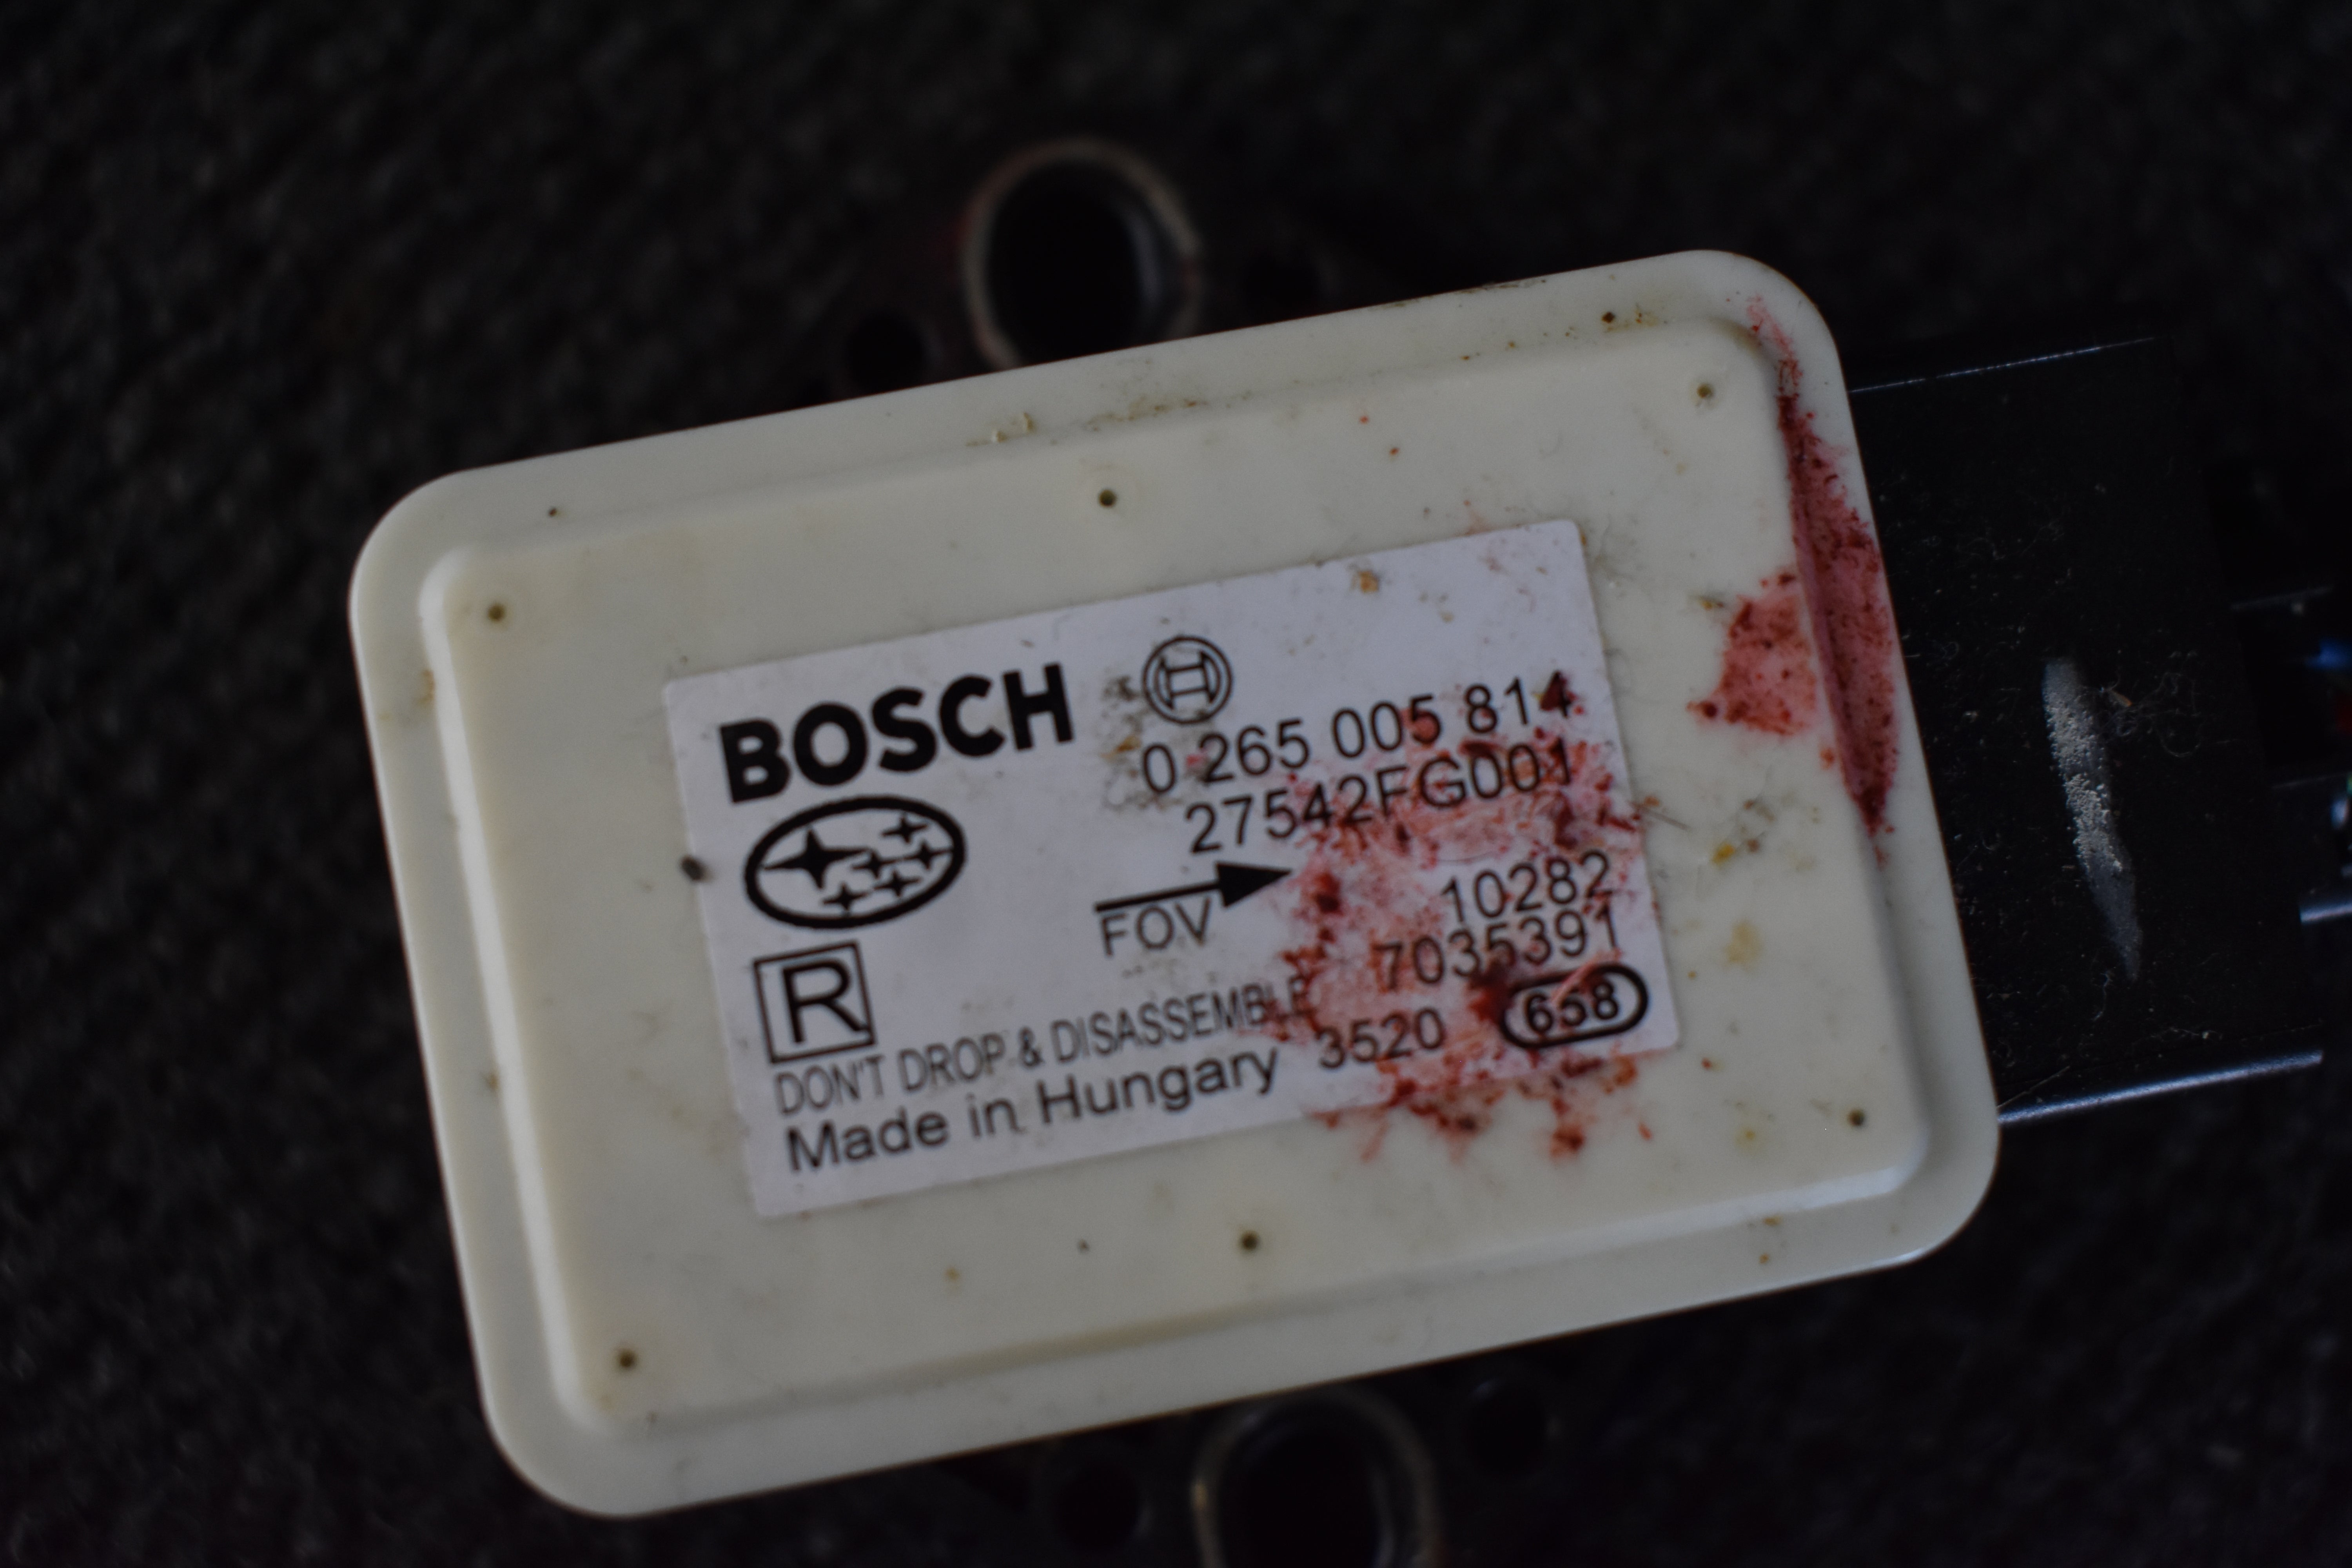 BOSCH
0 265 005 814
27542FG001
FOV
10282
7035391
R
DON'T DROP & DISASSEMBLE
Made in Hungary 3520 658